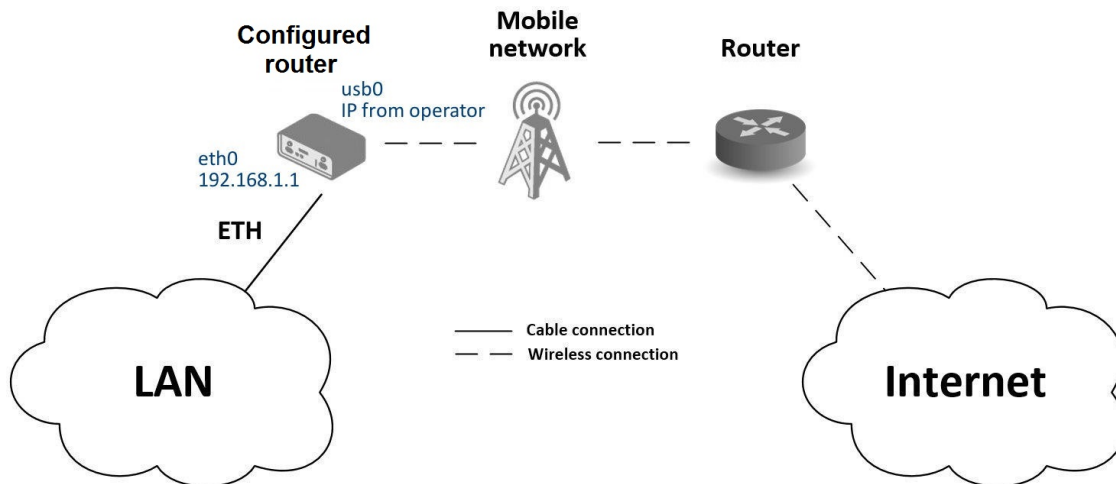 Configured
router
Mobile
network
Router
usb0
IP from operator
eth0
192.168.1.1
ETH
Cable connection
Wireless connection
LAN
Internet